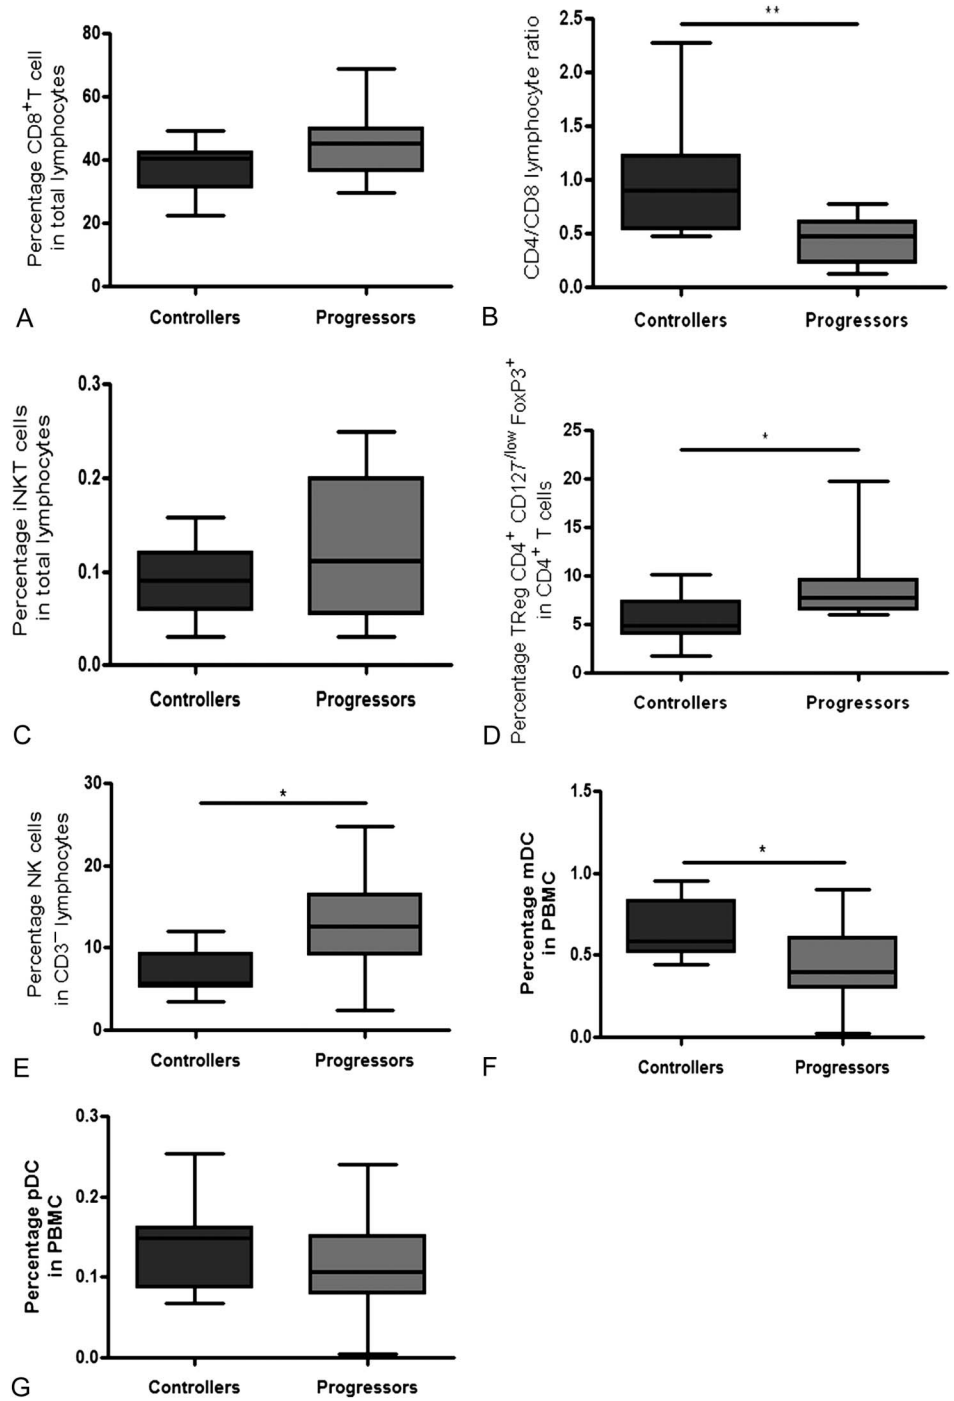 Percentage CD8⁺T cell
in total lymphocytes
80
60
40
20
0
Controllers
Progressors
A
CD4/CD8 lymphocyte ratio
2.5
2.0
1.5
1.0
0.5
0.0
**
Controllers
Progressors
B
Percentage iNKT cells
in total lymphocytes
0.3
0.2
0.1
0.0
Controllers
Progressors
C
Percentage TReg CD4⁺ CD127⁻/low FoxP3⁺
in CD4⁺ T cells
25
20
15
10
5
0
*
Controllers
Progressors
D
Percentage NK cells
in CD3⁻ lymphocytes
30
20
10
0
*
Controllers
Progressors
E
Percentage mDC
in PBMC
1.5
1.0
0.5
0.0
*
Controllers
Progressors
F
Percentage pDC
in PBMC
0.3
0.2
0.1
0.0
Controllers
Progressors
G